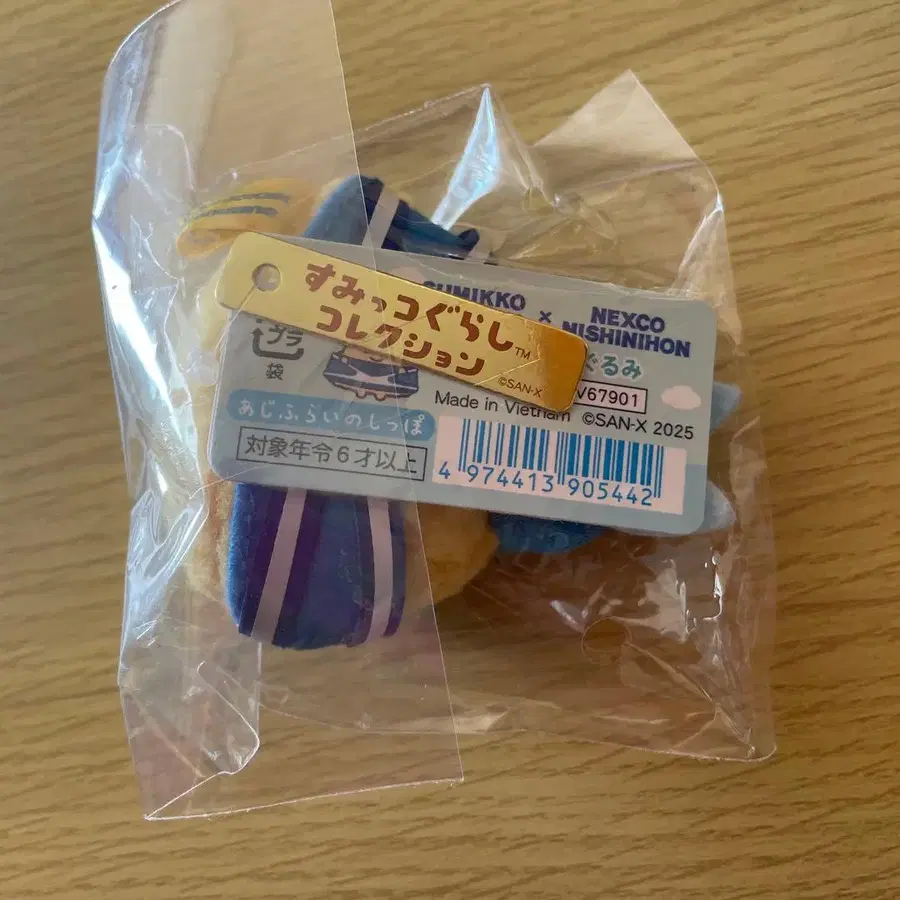 すみっコぐらし™
コレクション
©SAN-X
SUMIKKO
×
NEXCO
NISHINIHON
ぐるみ
プラ
袋
V67901
Made in Vietnam ©SAN-X 2025
あじふらいのしっぽ
対象年令6才以上
4 974413 905442